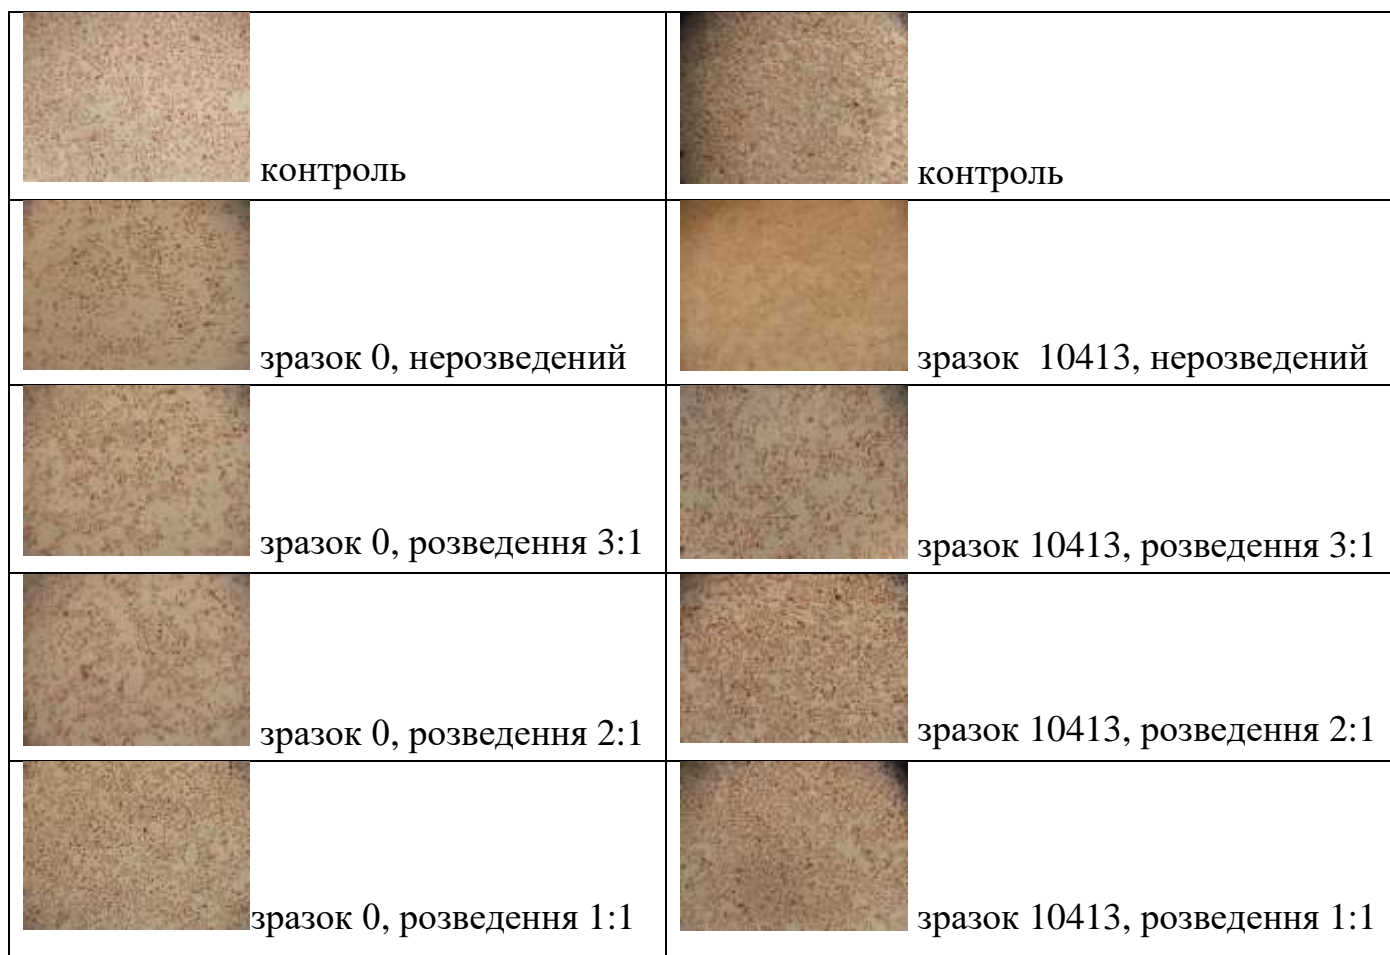 контроль
контроль
зразок 0, нерозведений
зразок 10413, нерозведений
зразок 0, розведення 3:1
зразок 10413, розведення 3:1
зразок 0, розведення 2:1
зразок 10413, розведення 2:1
зразок 0, розведення 1:1
зразок 10413, розведення 1:1